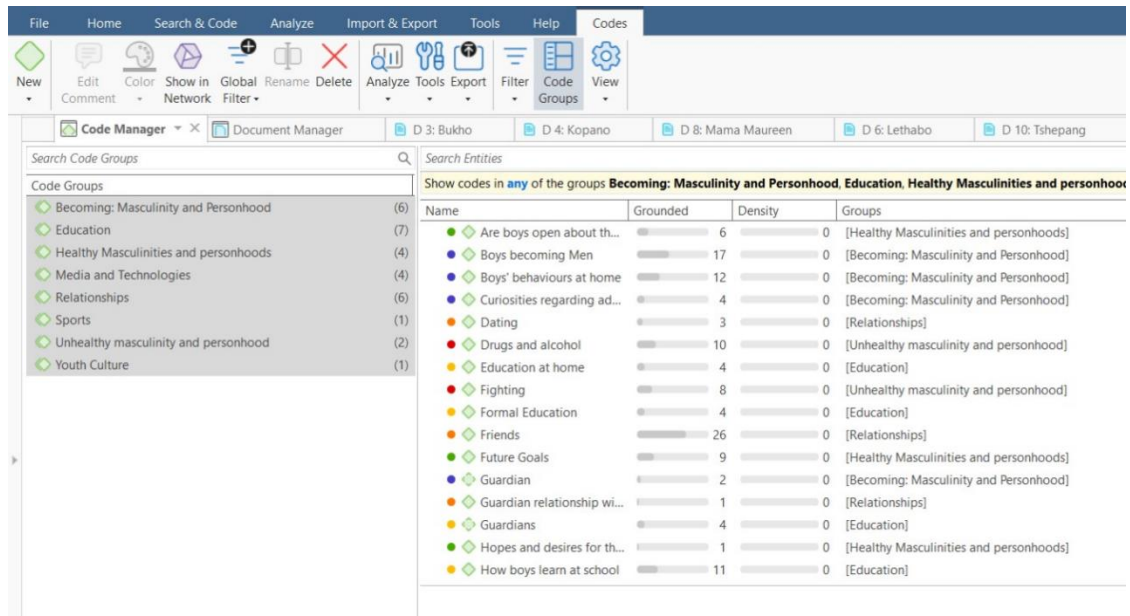 File Home Search & Code Analyze Import & Export Tools Help Codes
New Edit Comment Color Show in Network Global Filter Rename Delete Analyze Tools Export Filter Code Groups View
Code Manager Document Manager D 3: Bukho D 4: Kopano D 8: Mama Maureen D 6: Lethabo D 10: Tshepang
Search Code Groups
Code Groups
Becoming: Masculinity and Personhood (6)
Education (7)
Healthy Masculinities and personhoods (4)
Media and Technologies (4)
Relationships (6)
Sports (1)
Unhealthy masculinity and personhood (2)
Youth Culture (1)
Search Entities
Show codes in any of the groups Becoming: Masculinity and Personhood, Education, Healthy Masculinities and personhood
Name Grounded Density Groups
Are boys open about th... 6 0 [Healthy Masculinities and personhoods]
Boys becoming Men 17 0 [Becoming: Masculinity and Personhood]
Boys' behaviours at home 12 0 [Becoming: Masculinity and Personhood]
Curiosities regarding ad... 4 0 [Becoming: Masculinity and Personhood]
Dating 3 0 [Relationships]
Drugs and alcohol 10 0 [Unhealthy masculinity and personhood]
Education at home 4 0 [Education]
Fighting 8 0 [Unhealthy masculinity and personhood]
Formal Education 4 0 [Education]
Friends 26 0 [Relationships]
Future Goals 9 0 [Healthy Masculinities and personhoods]
Guardian 2 0 [Becoming: Masculinity and Personhood]
Guardian relationship wi... 1 0 [Relationships]
Guardians 4 0 [Education]
Hopes and desires for th... 1 0 [Healthy Masculinities and personhoods]
How boys learn at school 11 0 [Education]